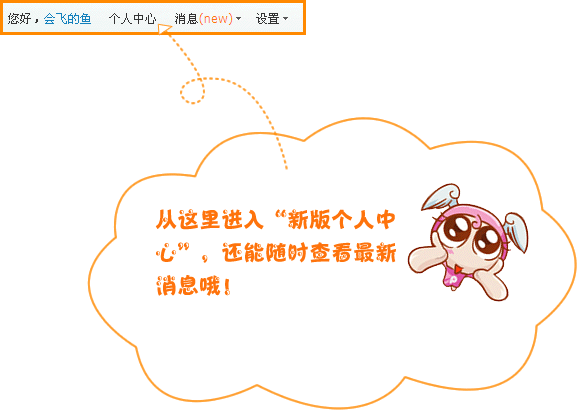 您好，会飞的鱼 个人中心 消息(new) 设置
从这里进入“新版个人中
心”，还能随时查看最新
消息哦！